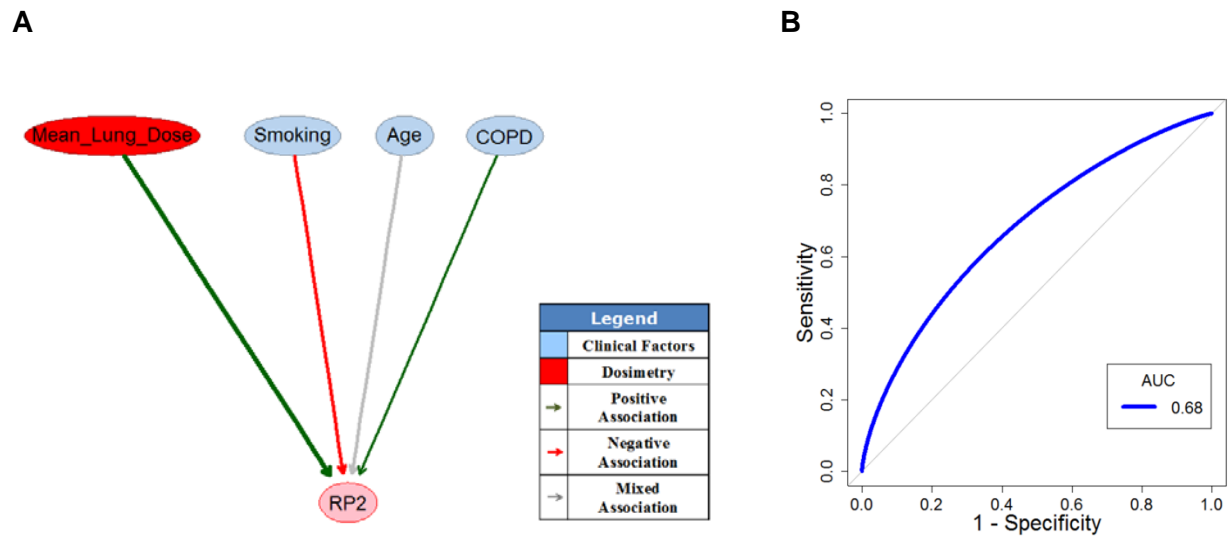 A
B
Mean_Lung_Dose
Smoking
Age
COPD
RP2
Legend
Clinical Factors
Dosimetry
Positive
Association
Negative
Association
Mixed
Association
Sensitivity
1.0
0.8
0.6
0.4
0.2
0.0
AUC
0.68
0.0 0.2 0.4 0.6 0.8 1.0
1 - Specificity